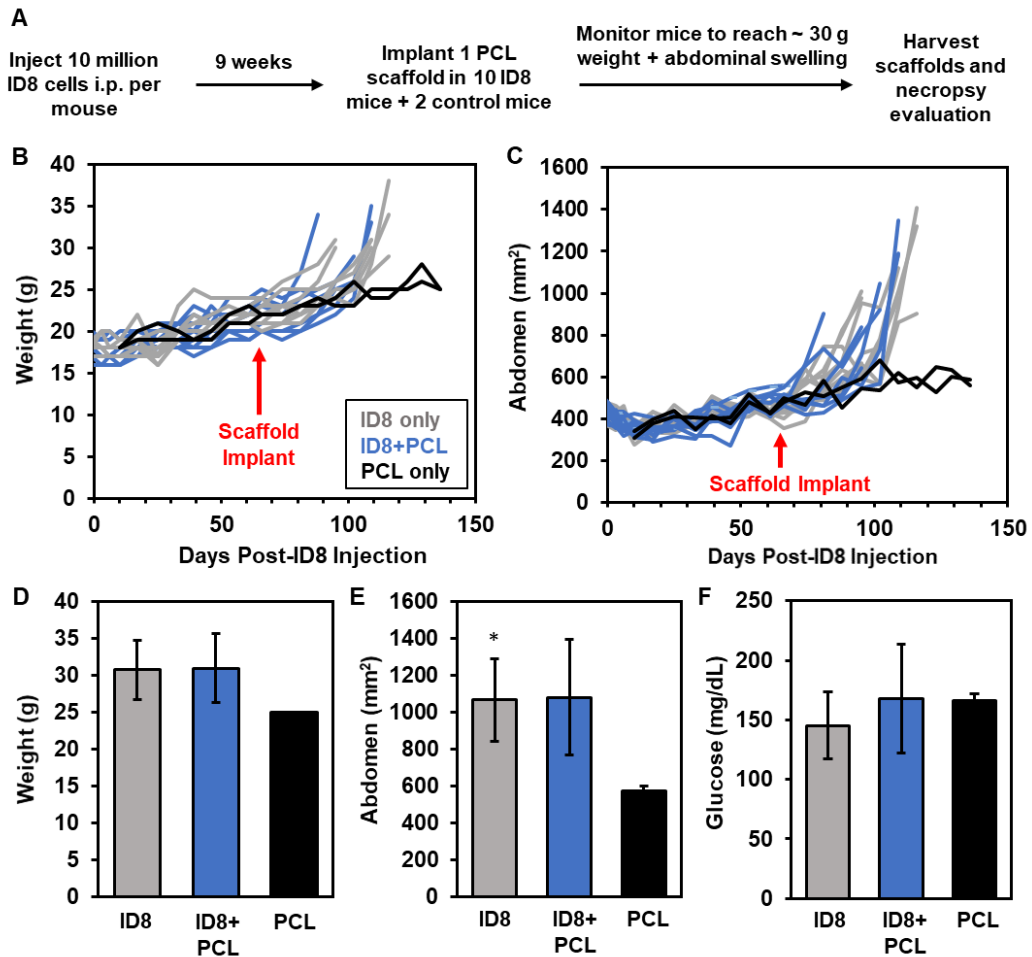 A
Inject 10 million
ID8 cells i.p. per
mouse
9 weeks
Implant 1 PCL
scaffold in 10 ID8
mice + 2 control mice
Monitor mice to reach ~ 30 g
weight + abdominal swelling
Harvest
scaffolds and
necropsy
evaluation
B
40
35
30
25
20
15
10
5
0
Weight (g)
0
50
100
150
Days Post-ID8 Injection
Scaffold
Implant
ID8 only
ID8+PCL
PCL only
C
1600
1400
1200
1000
800
600
400
200
0
Abdomen (mm²)
0
50
100
150
Days Post-ID8 Injection
Scaffold Implant
D
40
35
30
25
20
15
10
5
0
Weight (g)
ID8
ID8+
PCL
PCL
E
1600
1400
1200
1000
800
600
400
200
0
Abdomen (mm²)
*
ID8
ID8+
PCL
PCL
F
250
200
150
100
50
0
Glucose (mg/dL)
ID8
ID8+
PCL
PCL